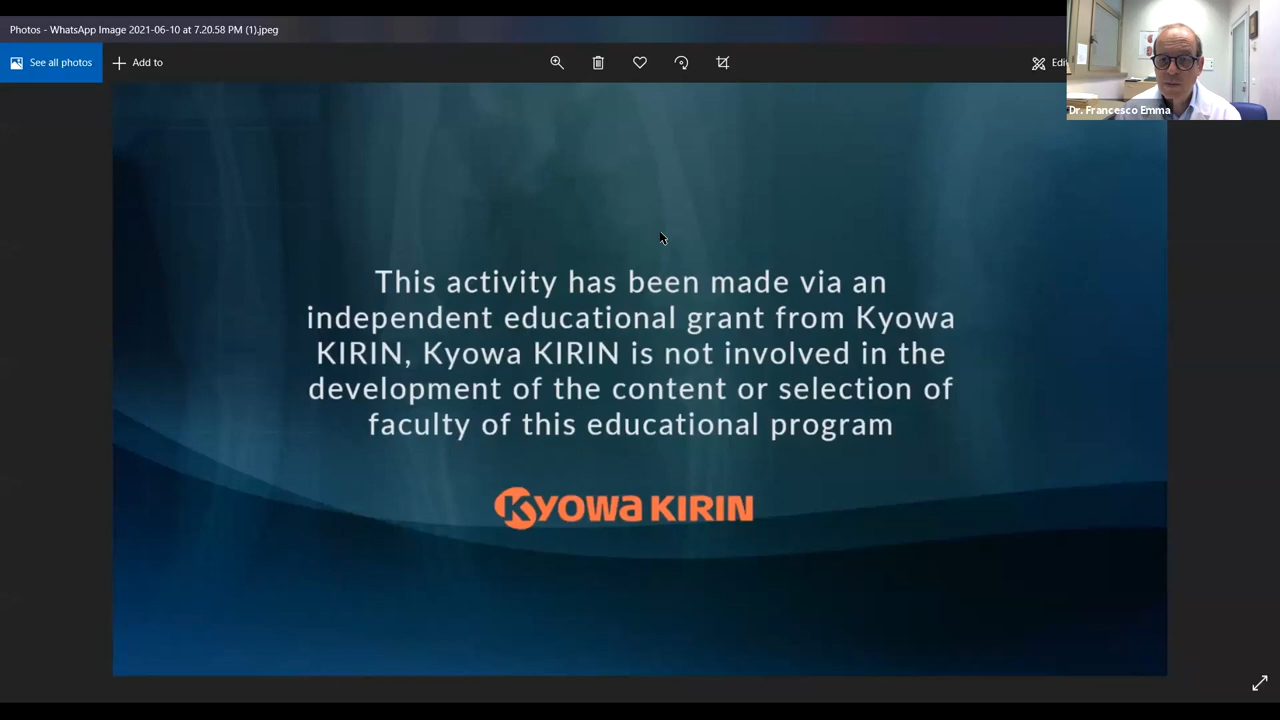 Photos - WhatsApp Image 2021-06-10 at 7.20.58 PM (1).jpeg
See all photos
Add to
Dr. Francesco Emma
This activity has been made via an
independent educational grant from Kyowa
KIRIN, Kyowa KIRIN is not involved in the
development of the content or selection of
faculty of this educational program
Kyowa KIRIN